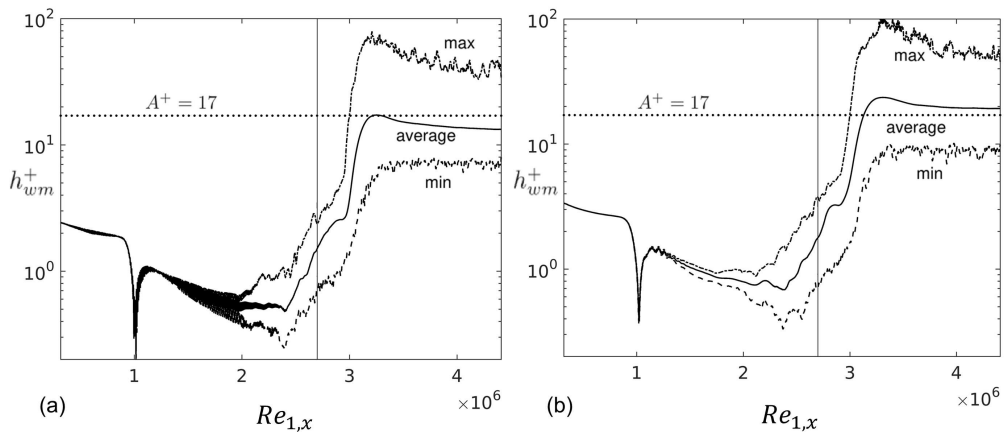 10^2
max
A^+ = 17
10^1
average
h_{wm}^+
min
10^0
1 2 3 4
×10^6
(a)
Re_{1,x}
10^2
max
A^+ = 17
10^1
average
h_{wm}^+
min
10^0
1 2 3 4
×10^6
(b)
Re_{1,x}